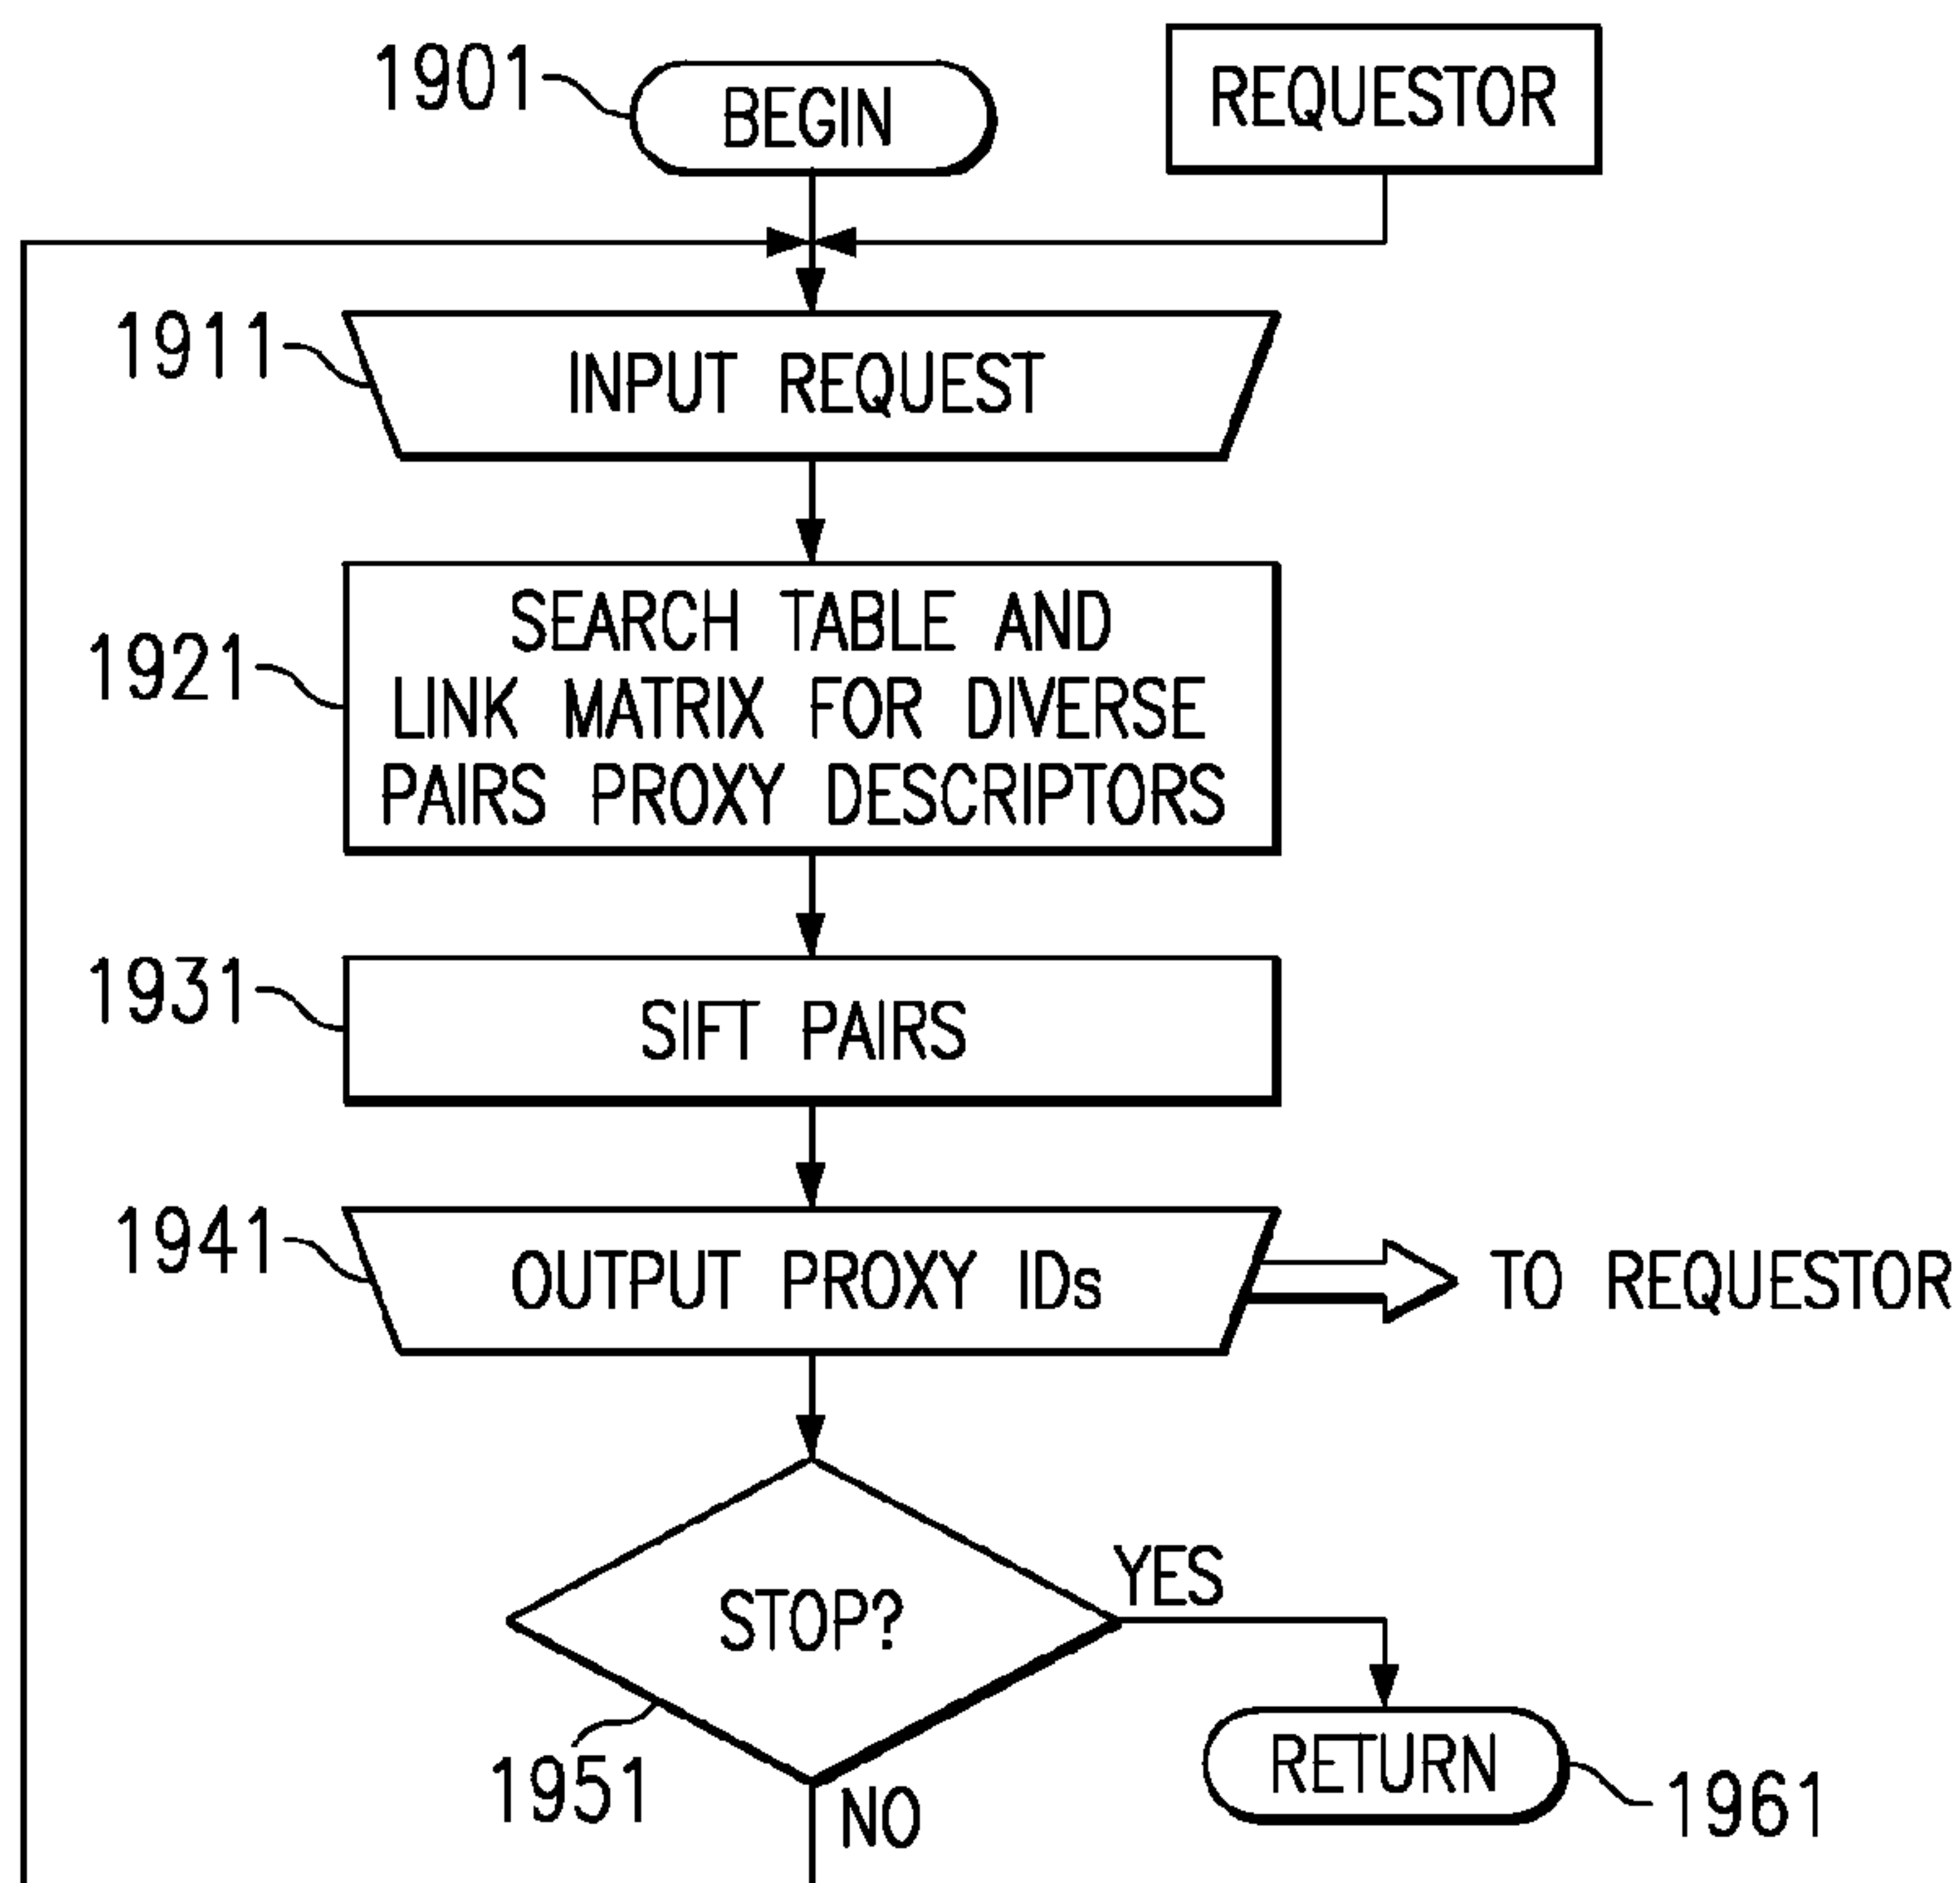 1901
BEGIN
REQUESTOR
1911
INPUT REQUEST
1921
SEARCH TABLE AND
LINK MATRIX FOR DIVERSE
PAIRS PROXY DESCRIPTORS
1931
SIFT PAIRS
1941
OUTPUT PROXY IDs
TO REQUESTOR
STOP?
YES
1951
NO
RETURN
1961